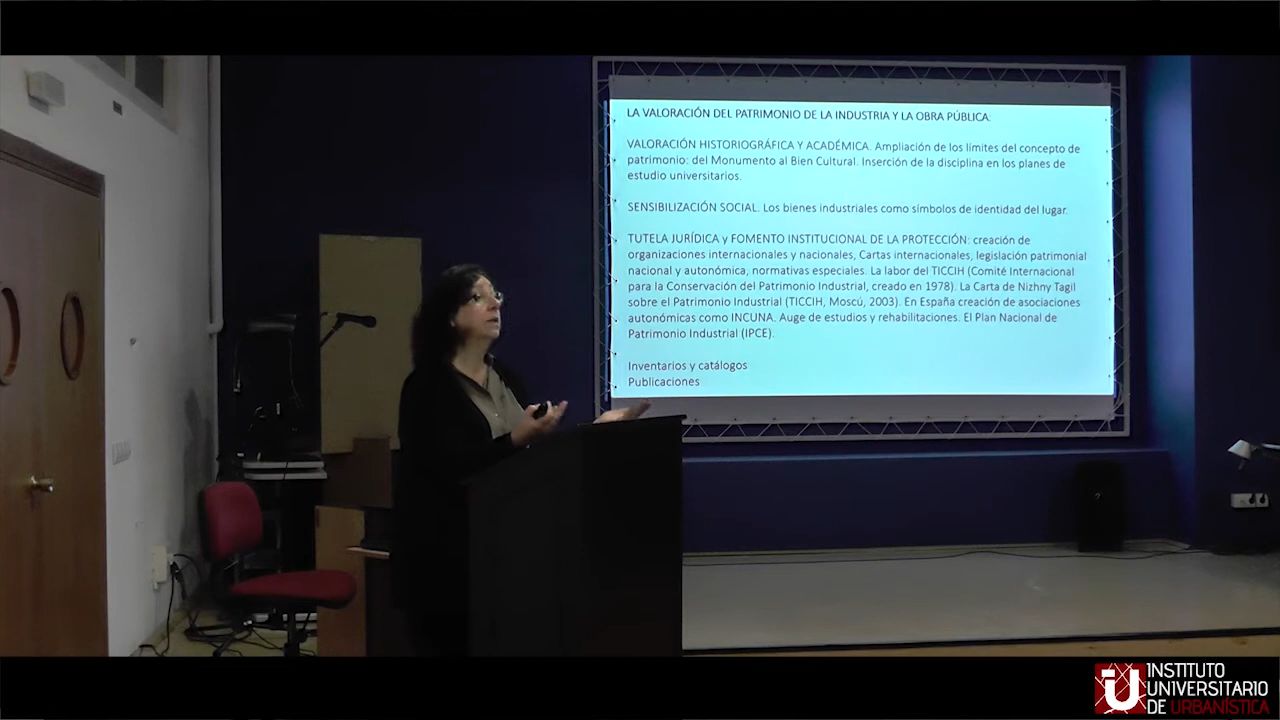 LA VALORACIÓN DEL PATRIMONIO DE LA INDUSTRIA Y LA OBRA PÚBLICA:
VALORACIÓN HISTORIOGRÁFICA Y ACADÉMICA. Ampliación de los límites del concepto de
patrimonio: del Monumento al Bien Cultural. Inserción de la disciplina en los planes de
estudio universitarios.
SENSIBILIZACIÓN SOCIAL. Los bienes industriales como símbolos de identidad del lugar.
TUTELA JURÍDICA y FOMENTO INSTITUCIONAL DE LA PROTECCIÓN: creación de
organizaciones internacionales y nacionales, Cartas internacionales, legislación patrimonial
nacional y autonómica, normativas especiales. La labor del TICCIH (Comité Internacional
para la Conservación del Patrimonio Industrial, creado en 1978). La Carta de Nizhny Tagil
sobre el Patrimonio Industrial (TICCIH, Moscú, 2003). En España creación de asociaciones
autonómicas como INCUNA. Auge de estudios y rehabilitaciones. El Plan Nacional de
Patrimonio Industrial (IPCE).
Inventarios y catálogos
Publicaciones
iU INSTITUTO
UNIVERSITARIO
DE URBANÍSTICA